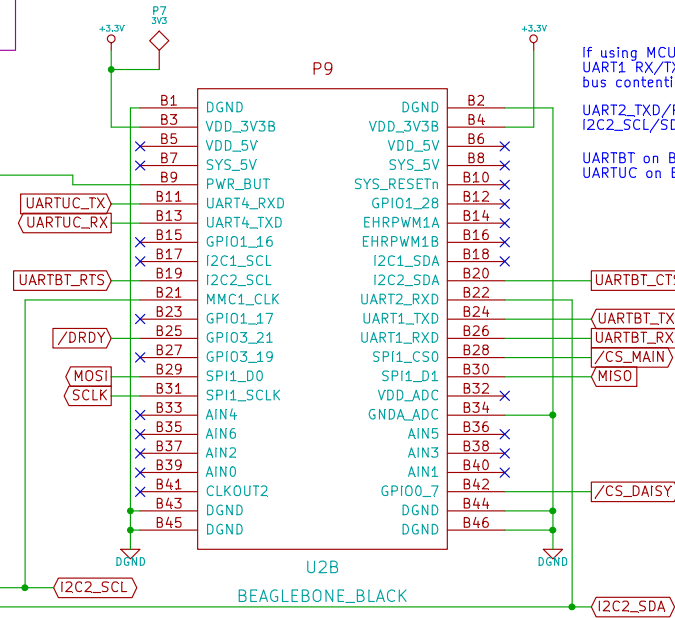 P7
3V3
+3.3V
+3.3V
P9
If using MCU
UART1 RX/T
bus contenti
UART2_TXD/
I2C2_SCL/SD
UARTBT on B
UARTUC on
B1 DGND DGND B2
B3 VDD_3V3B VDD_3V3B B4
B5 VDD_5V VDD_5V B6
B7 SYS_5V SYS_5V B8
B9 PWR_BUT SYS_RESETn B10
UARTUC_TX B11 UART4_RXD GPIO1_28 B12
UARTUC_RX B13 UART4_TXD EHRPWM1A B14
B15 GPIO1_16 EHRPWM1B B16
B17 I2C1_SCL I2C1_SDA B18
UARTBT_RTS B19 I2C2_SCL I2C2_SDA B20 UARTBT_CTS
B21 MMC1_CLK UART2_RXD B22
B23 GPIO1_17 UART1_TXD B24 UARTBT_TX
/DRDY B25 GPIO3_21 UART1_RXD B26 UARTBT_RX
B27 GPIO3_19 SPI1_CS0 B28 /CS_MAIN
MOSI B29 SPI1_D0 SPI1_D1 B30 MISO
SCLK B31 SPI1_SCLK VDD_ADC B32
B33 AIN4 GNDA_ADC B34
B35 AIN6 AIN5 B36
B37 AIN2 AIN3 B38
B39 AIN0 AIN1 B40
B41 CLKOUT2 GPIO0_7 B42 /CS_DAISY
B43 DGND DGND B44
B45 DGND DGND B46
DGND DGND
U2B
I2C2_SCL
BEAGLEBONE_BLACK
I2C2_SDA